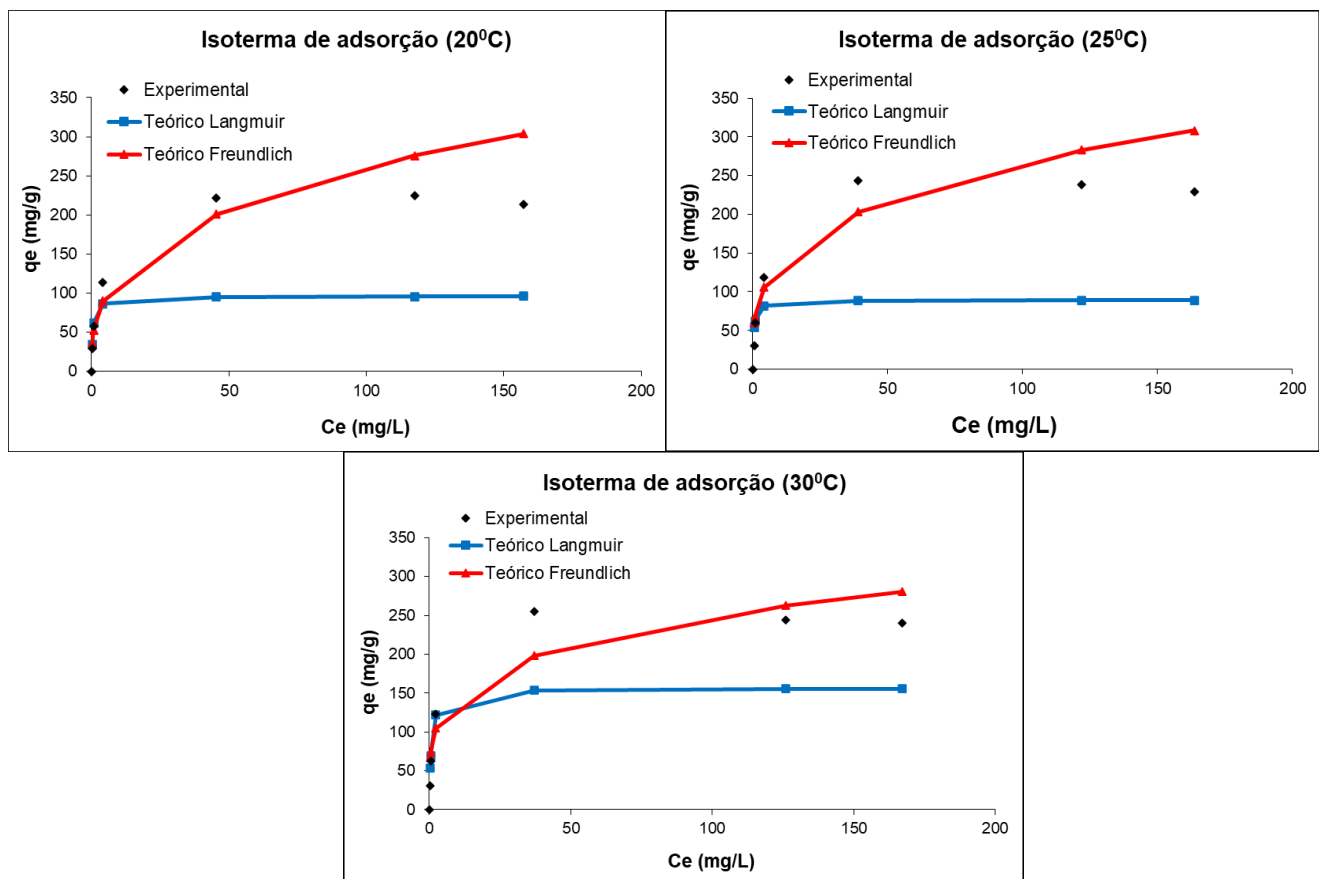 Isoterma de adsorção (20⁰C)
Experimental
Teórico Langmuir
Teórico Freundlich
qe (mg/g)
350
300
250
200
150
100
50
0
0 50 100 150 200
Ce (mg/L)
Isoterma de adsorção (25⁰C)
Experimental
Teórico Langmuir
Teórico Freundlich
qe (mg/g)
350
300
250
200
150
100
50
0
0 50 100 150 200
Ce (mg/L)
Isoterma de adsorção (30⁰C)
Experimental
Teórico Langmuir
Teórico Freundlich
qe (mg/g)
350
300
250
200
150
100
50
0
0 50 100 150 200
Ce (mg/L)